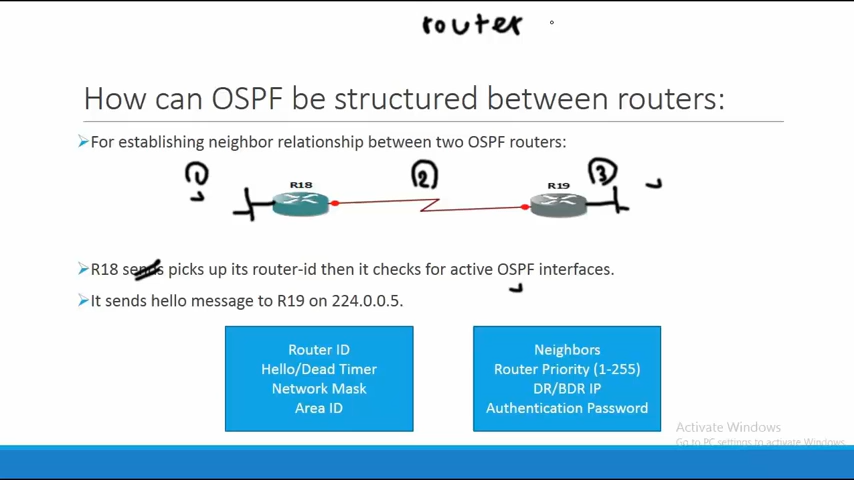 router
How can OSPF be structured between routers:
For establishing neighbor relationship between two OSPF routers:
1 2 3
R18 R19
R18 sends picks up its router-id then it checks for active OSPF interfaces.
It sends hello message to R19 on 224.0.0.5.
Router ID
Hello/Dead Timer
Network Mask
Area ID
Neighbors
Router Priority (1-255)
DR/BDR IP
Authentication Password
Activate Windows
Go to PC settings to activate Windows.